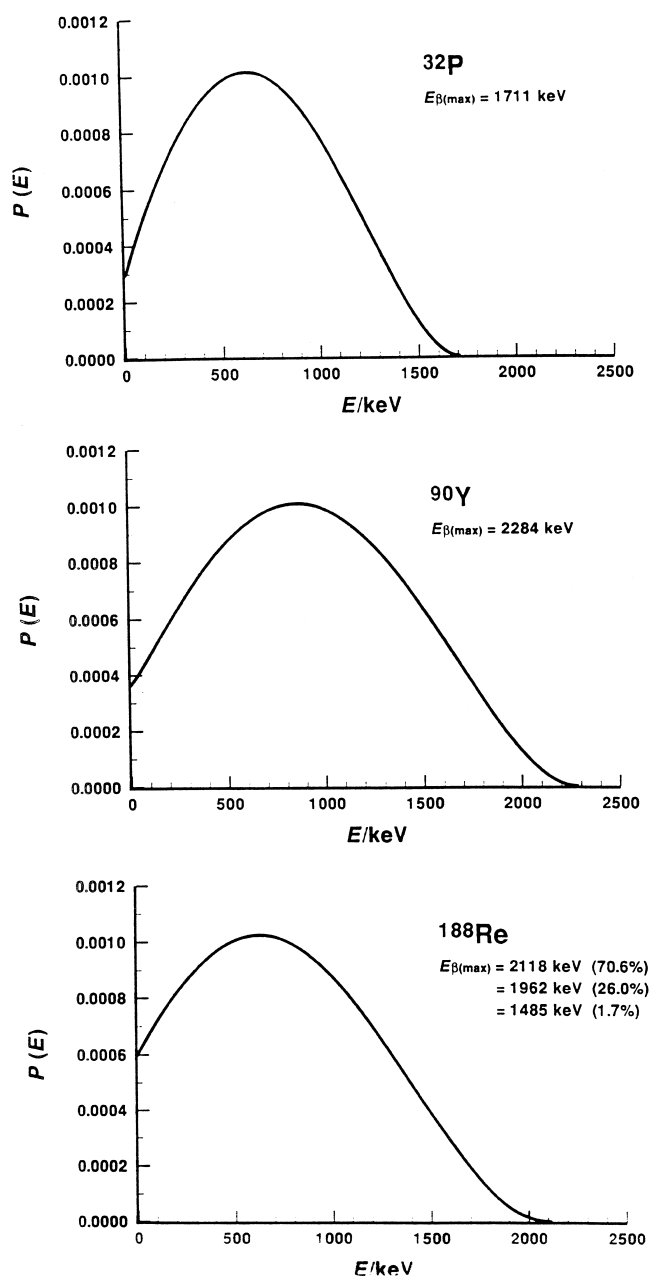 0.0012
³²P
0.0010
Eβ(max) = 1711 keV
0.0008
P (E)
0.0006
0.0004
0.0002
0.0000
0 500 1000 1500 2000 2500
E/keV
0.0012
⁹⁰Y
0.0010
Eβ(max) = 2284 keV
0.0008
P (E)
0.0006
0.0004
0.0002
0.0000
0 500 1000 1500 2000 2500
E/keV
0.0012
¹⁸⁸Re
0.0010
Eβ(max) = 2118 keV (70.6%)
= 1962 keV (26.0%)
0.0008
= 1485 keV (1.7%)
P (E)
0.0006
0.0004
0.0002
0.0000
0 500 1000 1500 2000 2500
E/keV